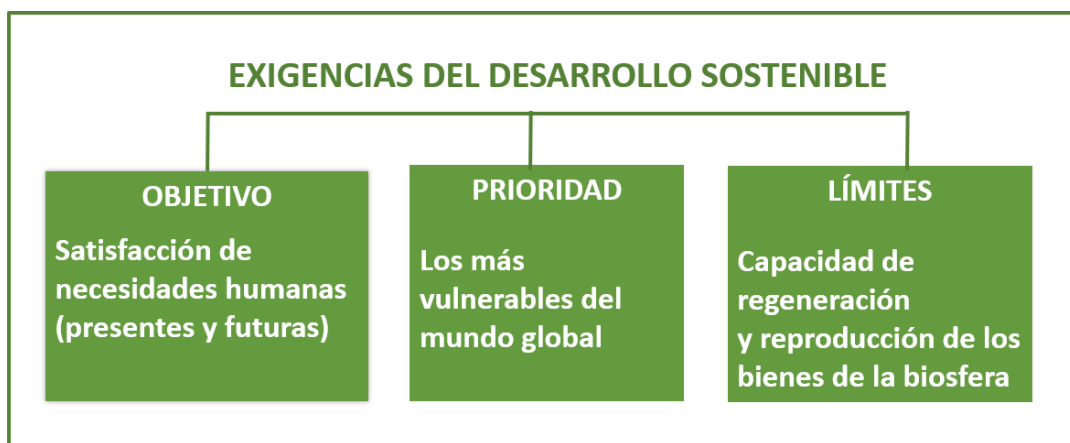 EXIGENCIAS DEL DESARROLLO SOSTENIBLE
OBJETIVO
Satisfacción de
necesidades humanas
(presentes y futuras)
PRIORIDAD
Los más
vulnerables del
mundo global
LÍMITES
Capacidad de
regeneración
y reproducción de los
bienes de la biosfera